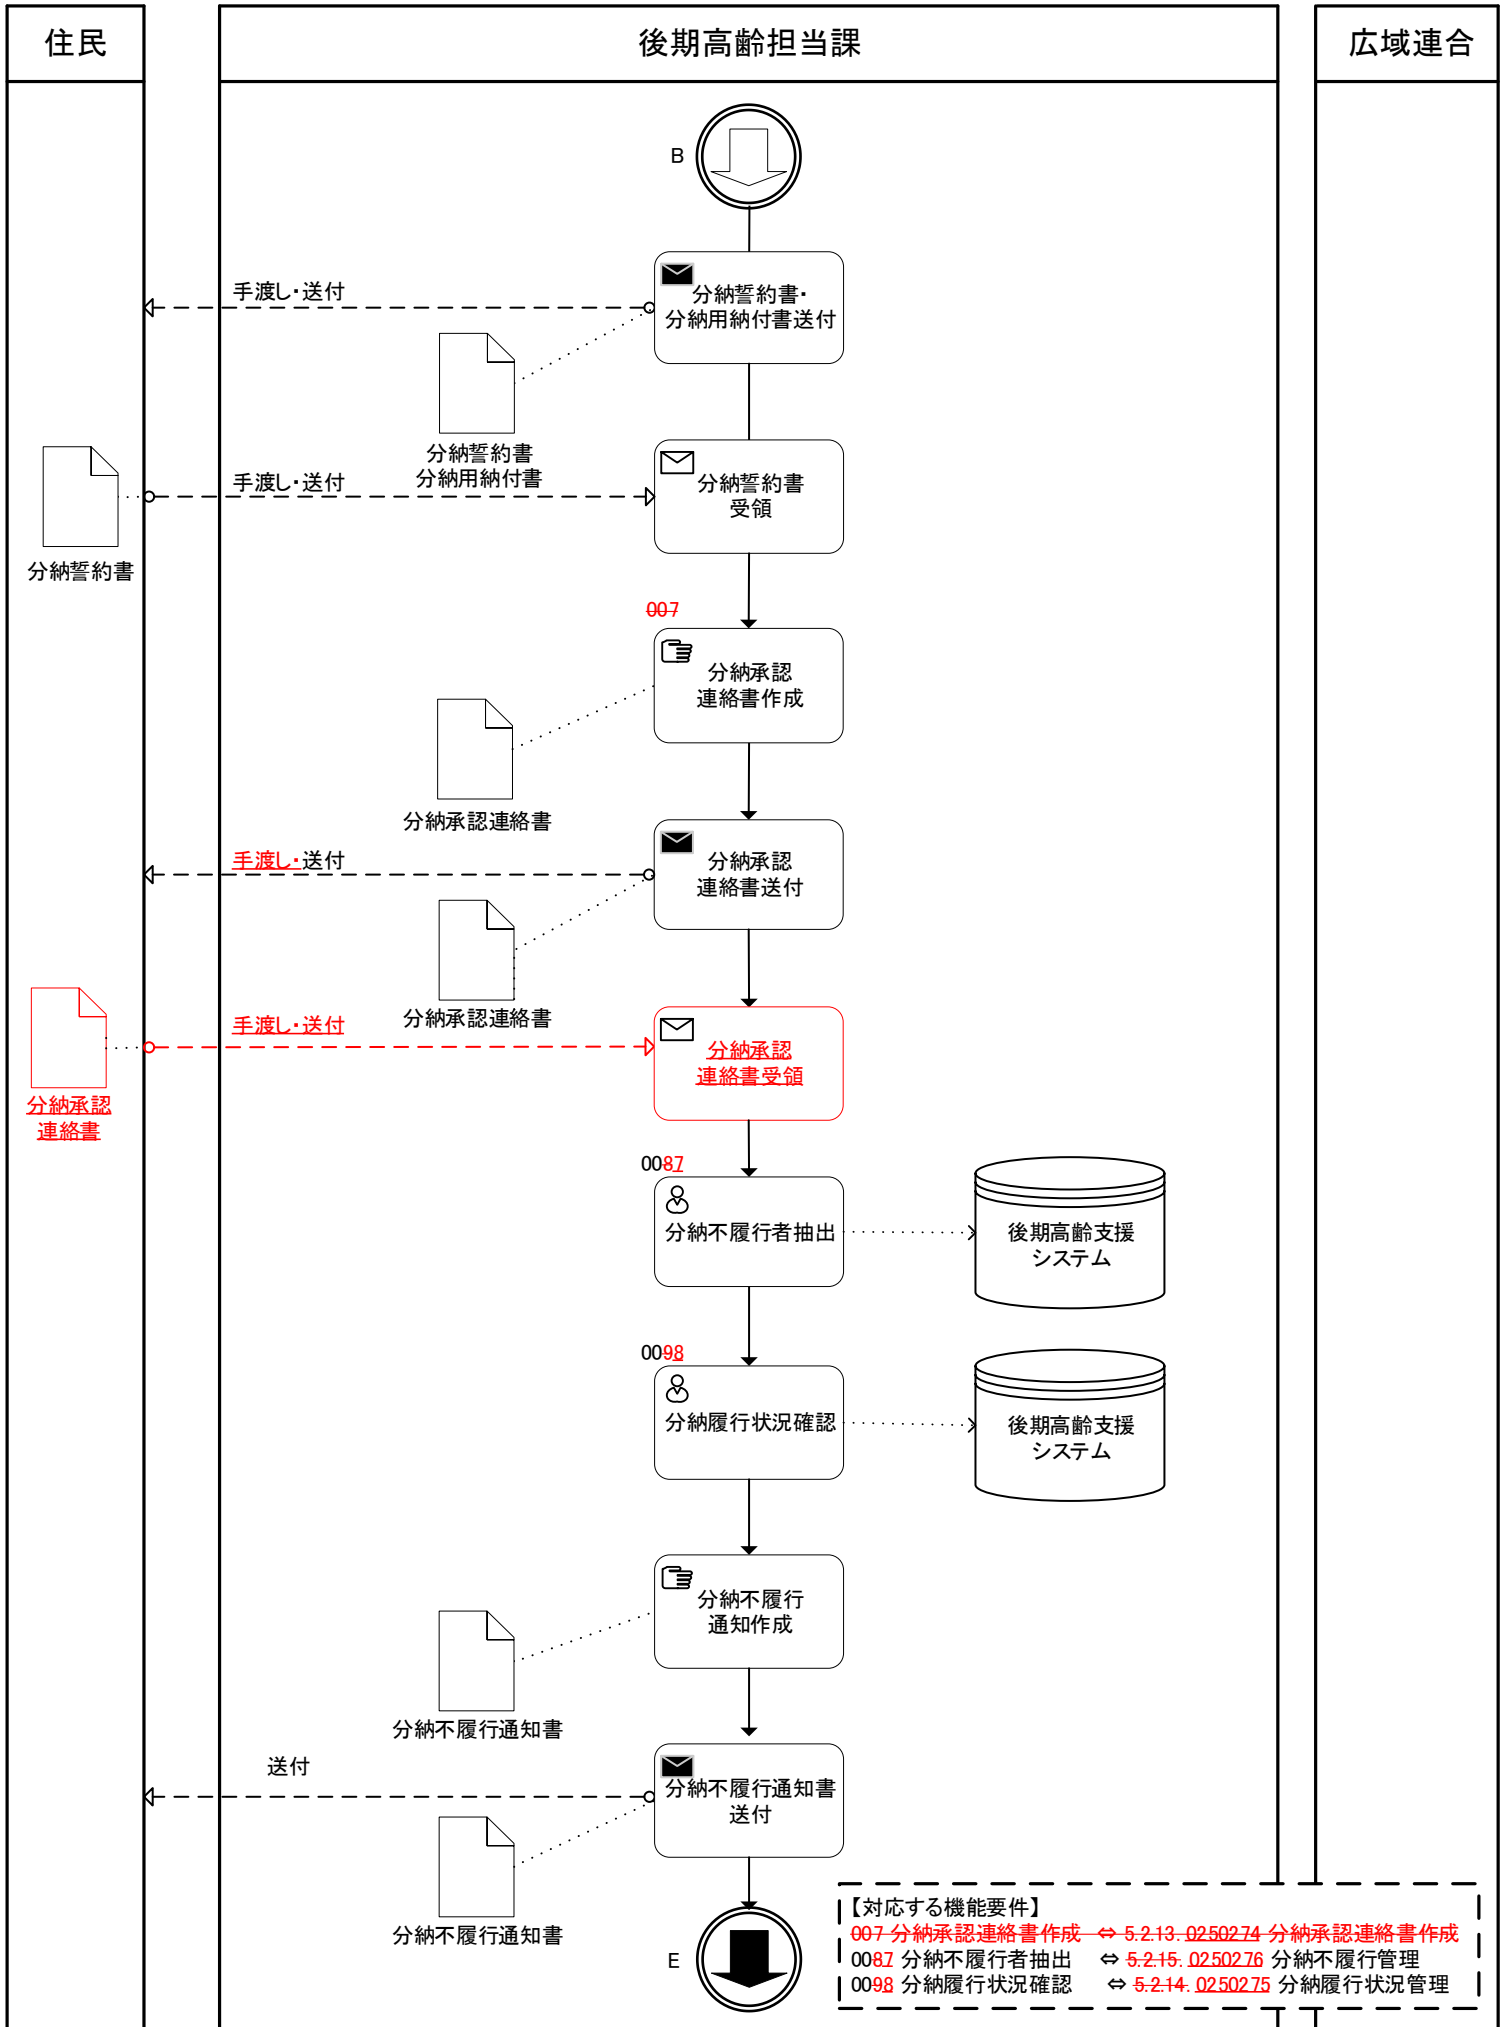 住民
後期高齢担当課
広域連合
B
手渡し・送付
分納誓約書・
分納用納付書送付
分納誓約書
分納用納付書
手渡し・送付
分納誓約書
受領
分納誓約書
007
分納承認
連絡書作成
分納承認連絡書
手渡し・送付
分納承認
連絡書送付
分納承認連絡書
手渡し・送付
分納承認
連絡書受領
分納承認
連絡書
0087
分納不履行者抽出
後期高齢支援
システム
0098
分納履行状況確認
後期高齢支援
システム
分納不履行
通知作成
分納不履行通知書
送付
分納不履行通知書
送付
分納不履行通知書
E
【対応する機能要件】
007 分納承認連絡書作成 ⇔ 5.2.13. 0250274 分納承認連絡書作成
0087 分納不履行者抽出 ⇔ 5.2.15. 0250276 分納不履行管理
0098 分納履行状況確認 ⇔ 5.2.14. 0250275 分納履行状況管理